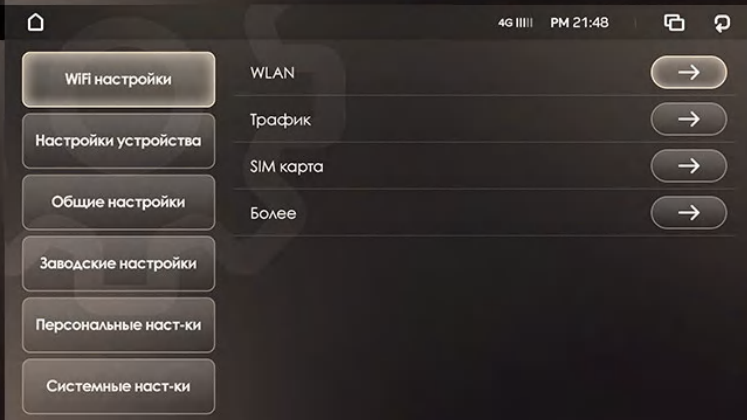 4G PM 21:48
WiFi настройки
Настройки устройства
Общие настройки
Заводские настройки
Персональные наст-ки
Системные наст-ки
WLAN
Трафик
SIM карта
Более